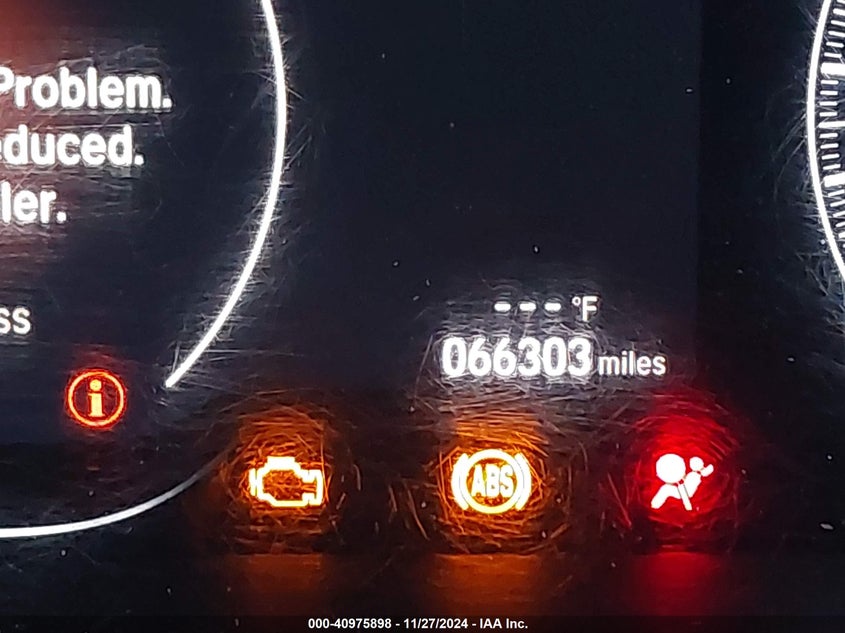 Problem.
educed.
ler.
ss
--- °F
066303 miles
i
ABS
000-40975898 - 11/27/2024 - IAA Inc.